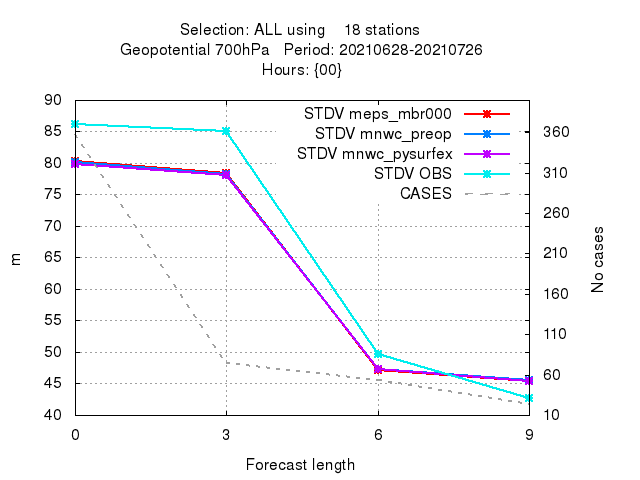 Selection: ALL using    18 stations
Geopotential 700hPa   Period: 20210628-20210726
Hours: {00}
STDV meps_mbr000
STDV mnwc_preop
STDV mnwc_pysurfex
STDV OBS
CASES
90
85
80
75
70
65
60
55
50
45
40
m
360
310
260
210
160
110
60
10
No cases
0 3 6 9
Forecast length